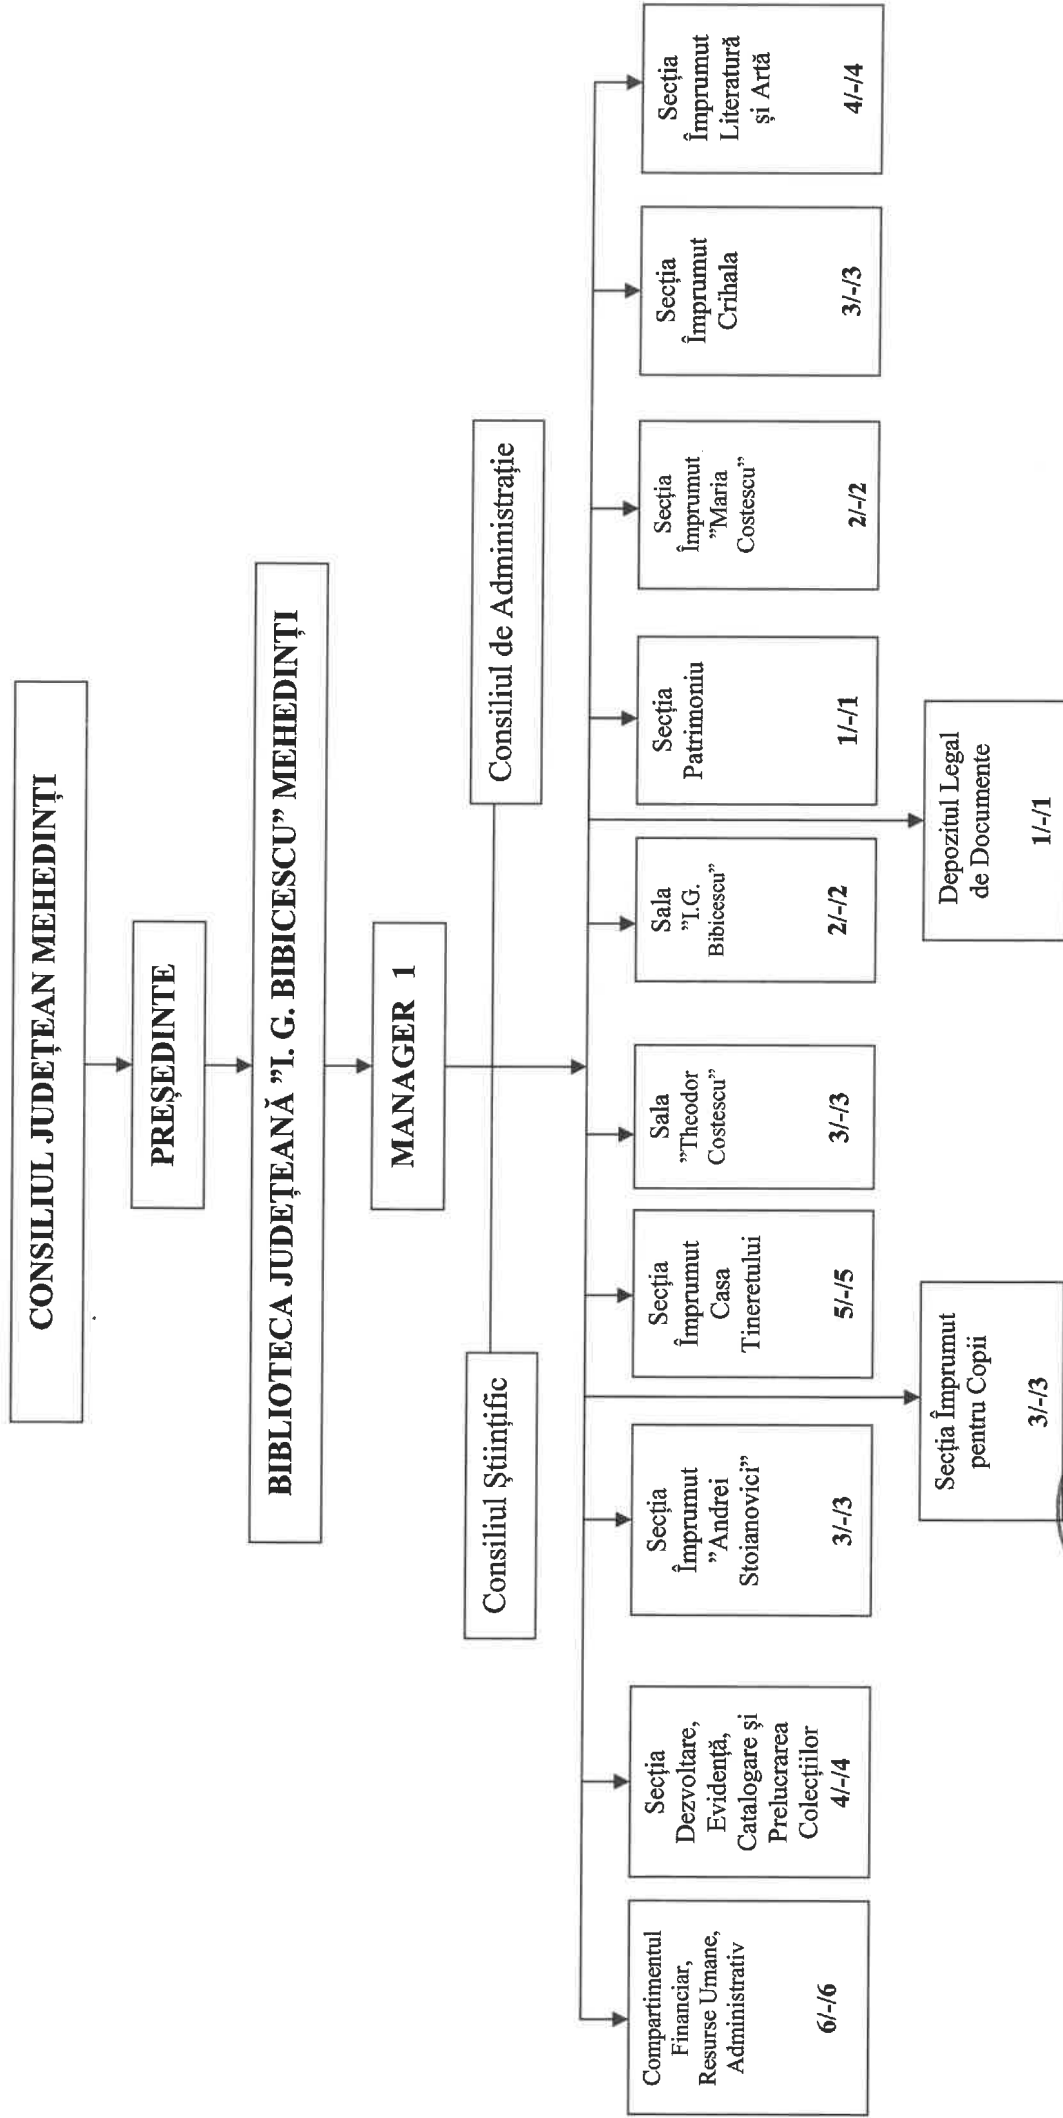 CONSILIUL JUDEȚEAN MEHEDINȚI
PREȘEDINTE
BIBLIOTECA JUDEȚEANĂ ”I. G. BIBICESCU” MEHEDINȚI
MANAGER 1
Consiliul Științific
Consiliul de Administrație
Compartimentul
Financiar,
Resurse Umane,
Administrativ
6/-/6
Secția
Dezvoltare,
Evidență,
Catalogare și
Prelucrarea
Colecțiilor
4/-/4
Secția
Împrumut
”Andrei
Stoianovici”
3/-/3
Secția
Împrumut
Casa
Tineretului
5/-/5
Sala
”Theodor
Costescu”
3/-/3
Sala
”I.G.
Bibicescu”
2/-/2
Secția
Patrimoniu
1/-/1
Secția
Împrumut
”Maria
Costescu”
2/-/2
Secția
Împrumut
Crihala
3/-/3
Secția
Împrumut
Literatură
și Artă
4/-/4
Secția Împrumut
pentru Copii
3/-/3
Depozitul Legal
de Documente
1/-/1